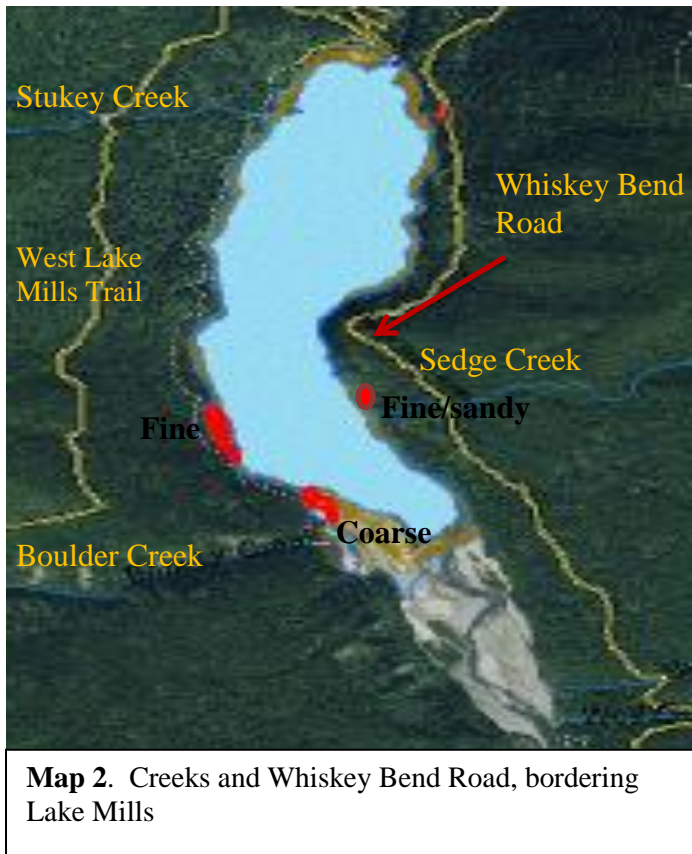 Stukey Creek
Whiskey Bend
Road
West Lake
Mills Trail
Sedge Creek
Fine/sandy
Fine
Coarse
Boulder Creek
Map 2. Creeks and Whiskey Bend Road, bordering
Lake Mills